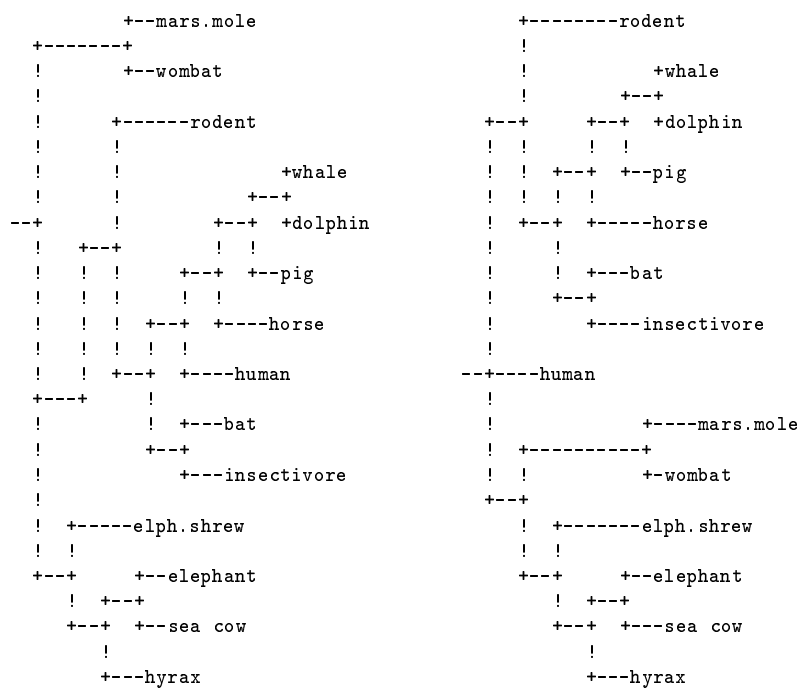 mars.mole
wombat
rodent
whale
dolphin
pig
horse
human
bat
insectivore
elph.shrew
elephant
sea cow
hyrax
rodent
whale
dolphin
pig
horse
bat
insectivore
human
mars.mole
wombat
elph.shrew
elephant
sea cow
hyrax